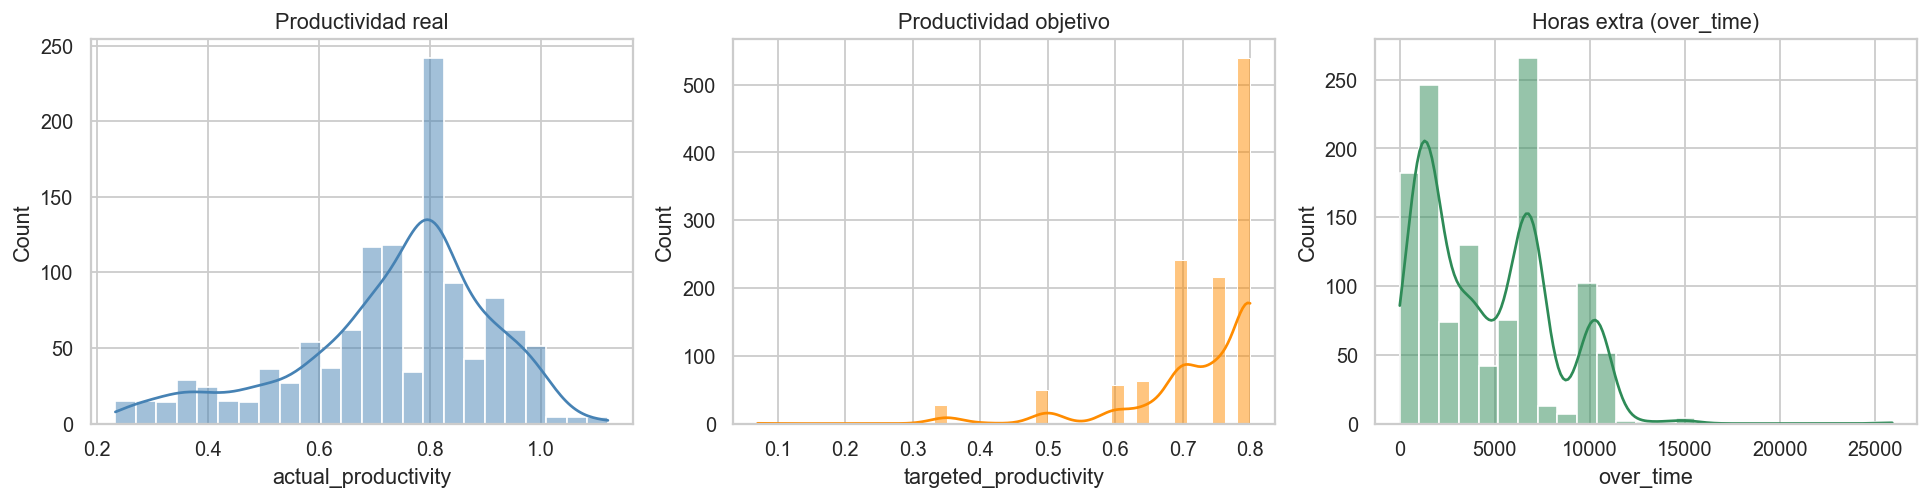 Productividad real
250
200
150
100
50
0
Count
0.2 0.4 0.6 0.8 1.0
actual_productivity
Productividad objetivo
500
400
300
200
100
0
Count
0.1 0.2 0.3 0.4 0.5 0.6 0.7 0.8
targeted_productivity
Horas extra (over_time)
250
200
150
100
50
0
Count
0 5000 10000 15000 20000 25000
over_time